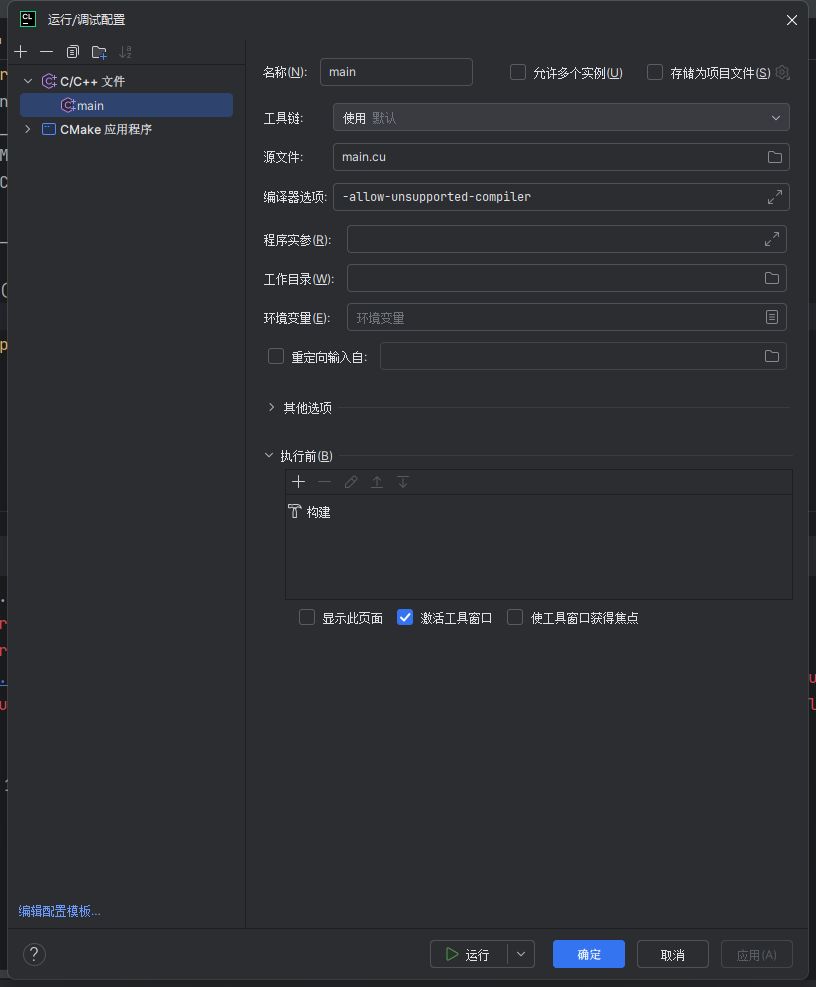 CL
运行/调试配置
C/C++ 文件
main
CMake 应用程序
编辑配置模板...
名称(N):
main
允许多个实例(U)
存储为项目文件(S)
工具链:
使用 默认
源文件:
main.cu
编译器选项:
-allow-unsupported-compiler
程序实参(R):
工作目录(W):
环境变量(E):
环境变量
重定向输入自:
其他选项
执行前(B)
构建
显示此页面
激活工具窗口
使工具窗口获得焦点
?
运行
确定
取消
应用(A)